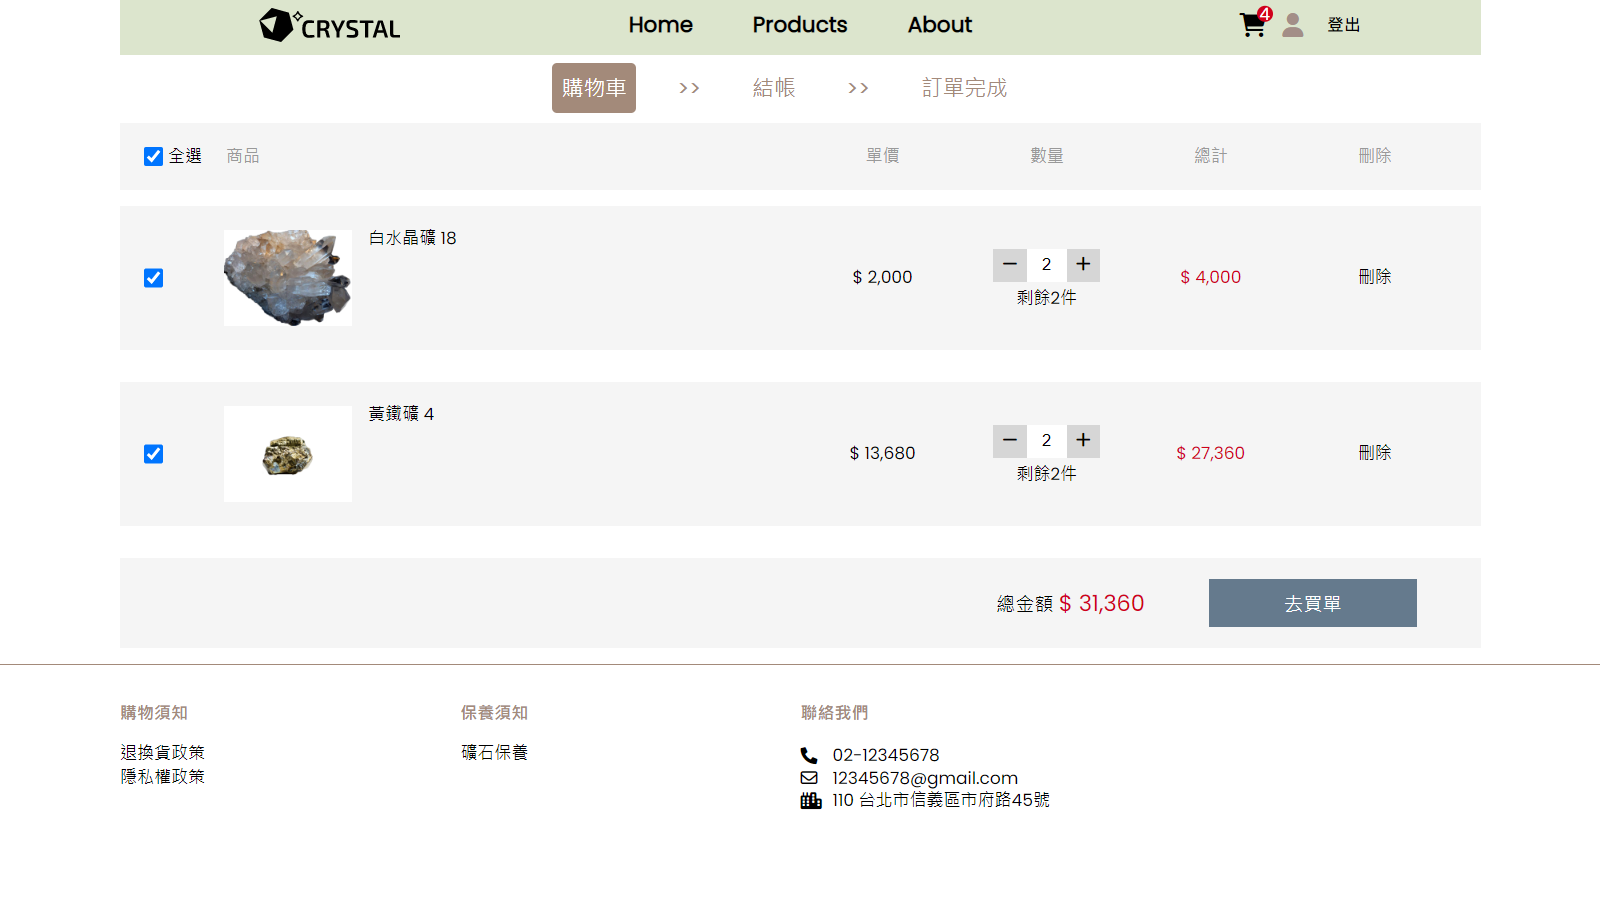 CRYSTAL
Home Products About
4 登出
購物車 >> 結帳 >> 訂單完成
全選 商品 單價 數量 總計 刪除
白水晶礦 18
$ 2,000 − 2 + $ 4,000 刪除
剩餘2件
黃鐵礦 4
$ 13,680 − 2 + $ 27,360 刪除
剩餘2件
總金額 $ 31,360 去買單
購物須知 保養須知 聯絡我們
退換貨政策 礦石保養 02-12345678
隱私權政策 12345678@gmail.com
110 台北市信義區市府路45號